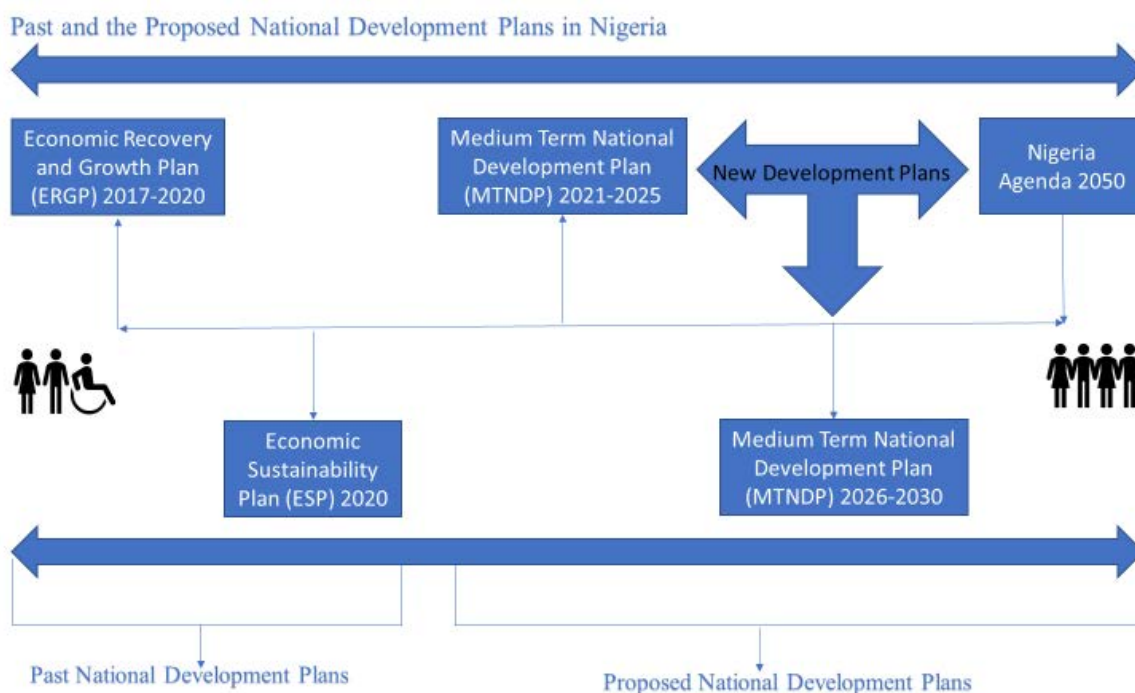 Past and the Proposed National Development Plans in Nigeria
Economic Recovery
and Growth Plan
(ERGP) 2017-2020
Medium Term National
Development Plan
(MTNDP) 2021-2025
New Development Plans
Nigeria
Agenda 2050
Economic
Sustainability
Plan (ESP) 2020
Medium Term National
Development Plan
(MTNDP) 2026-2030
Past National Development Plans
Proposed National Development Plans